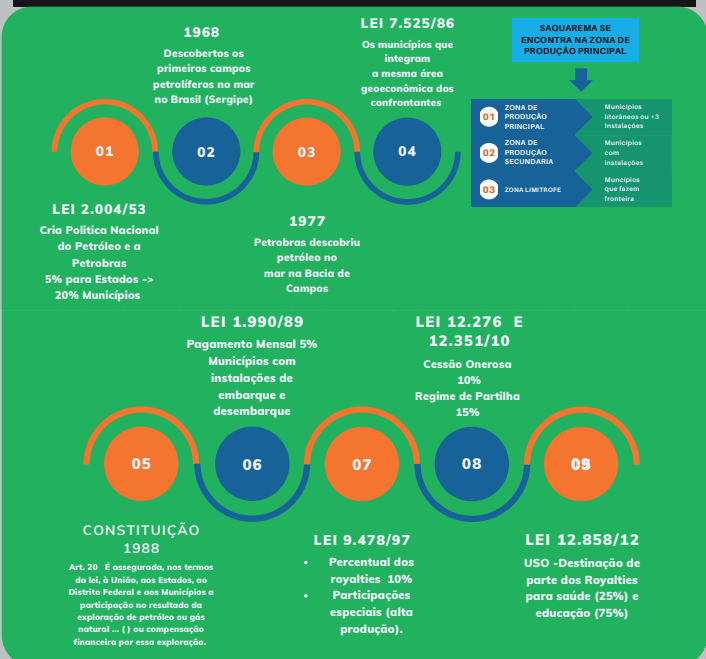 1968
Descobertos os
primeiros campos
petrolíferos no mar
no Brasil (Sergipe)
LEI 7.525/86
Os municípios que
integram
a mesma área
geoeconômica dos
confrontantes
SAQUAREMA SE
ENCONTRA NA ZONA DE
PRODUÇÃO PRINCIPAL
01
ZONA DE
PRODUÇÃO
PRINCIPAL
Municípios
litorâneos ou +3
Instalações
02
ZONA DE
PRODUÇÃO
SECUNDARIA
Municípios
com
instalações
03
ZONA LIMITROFE
Muncípios
que fazem
fronteira
01
02
03
04
LEI 2.004/53
Cria Politica Nacional
do Petróleo e a
Petrobras
5% para Estados ->
20% Municípios
1977
Petrobras descobriu
petróleo no
mar na Bacia de
Campos
LEI 1.990/89
Pagamento Mensal 5%
Municípios com
instalações de
embarque e
desembarque
LEI 12.276 E
12.351/10
Cessão Onerosa
10%
Regime de Partilha
15%
05
06
07
08
CONSTITUIÇÃO
1988
Art. 20 É assegurada, nos termos
da lei, à União, aos Estados, ao
Distrito Federal e aos Municípios a
participação no resultado da
exploração de petróleo ou gás
natural ... ( ) ou compensação
financeira por essa exploração.
LEI 9.478/97
• Percentual dos
royalties 10%
• Participações
especiais (alta
produção).
LEI 12.858/12
USO -Destinação de
parte dos Royalties
para saúde (25%) e
educação (75%)